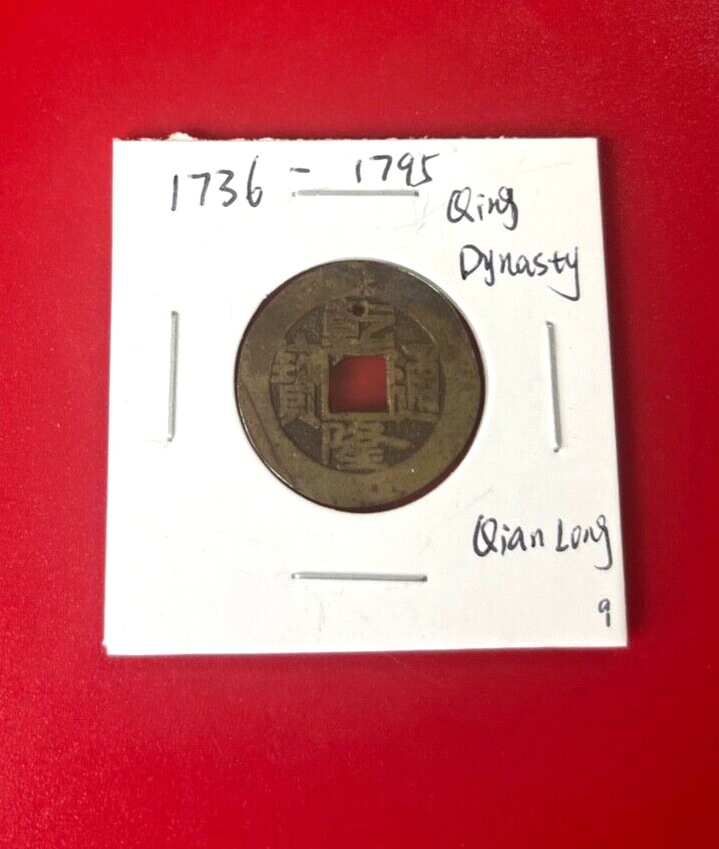 1736 - 1795
Qing
Dynasty
乾隆通寶
Qian Long
9